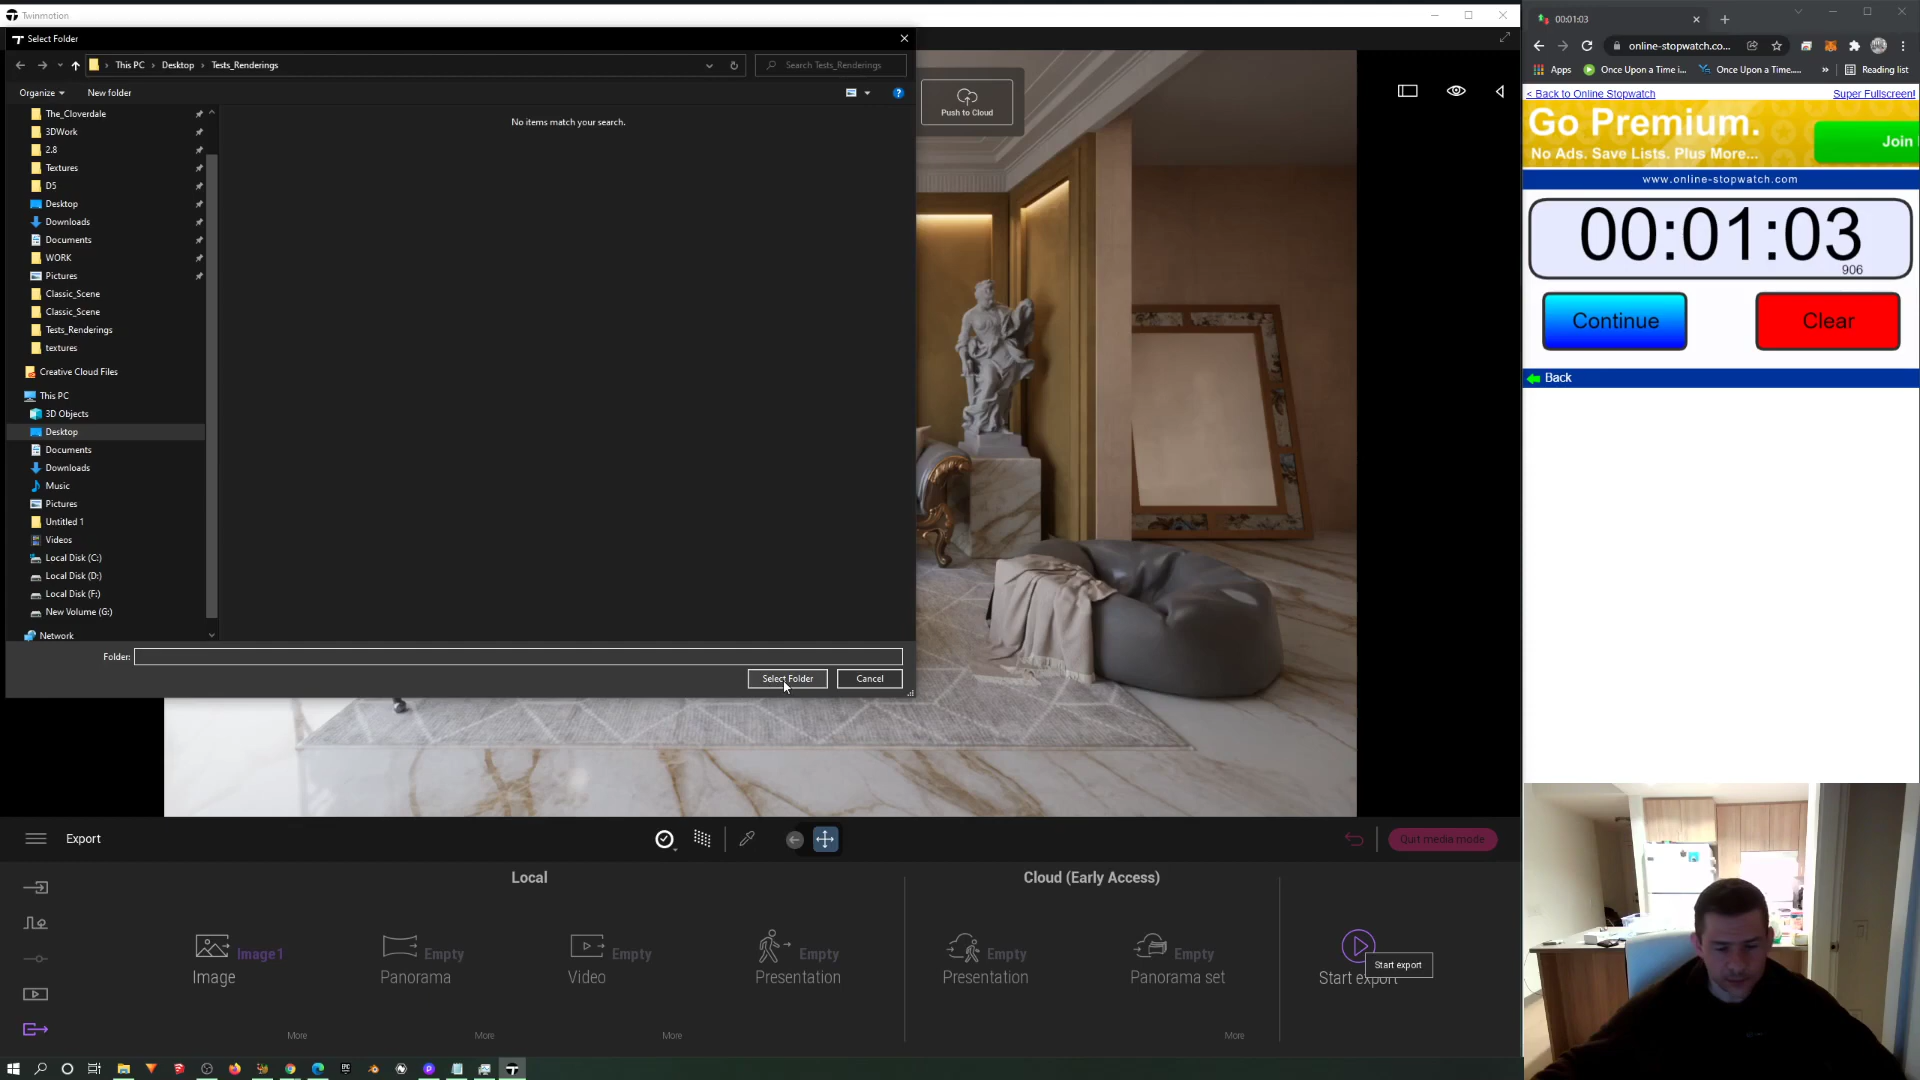 Twinmotion
Select Folder
This PC > Desktop > Tests_Renderings
Search Tests_Renderings
Organize
New folder
No items match your search.
The_Cloverdale
3DWork
2.8
Textures
D5
Desktop
Downloads
Documents
WORK
Pictures
Classic_Scene
Classic_Scene
Tests_Renderings
textures
Creative Cloud Files
This PC
3D Objects
Desktop
Documents
Downloads
Music
Pictures
Untitled 1
Videos
Local Disk (C:)
Local Disk (D:)
Local Disk (F:)
New Volume (G:)
Network
Folder:
Select Folder
Cancel
Push to Cloud
Export
Quit media mode
Local
Cloud (Early Access)
Image1
Image
Empty
Panorama
Empty
Video
Empty
Presentation
Empty
Presentation
Empty
Panorama set
Start export
Start export
More
More
More
More
00:01:03
online-stopwatch.co...
Apps
Once Upon a Time i...
Once Upon a Time....
»
Reading list
< Back to Online Stopwatch
Super Fullscreen!
Go Premium.
No Ads. Save Lists. Plus More...
Join
www.online-stopwatch.com
00:01:03
906
Continue
Clear
Back